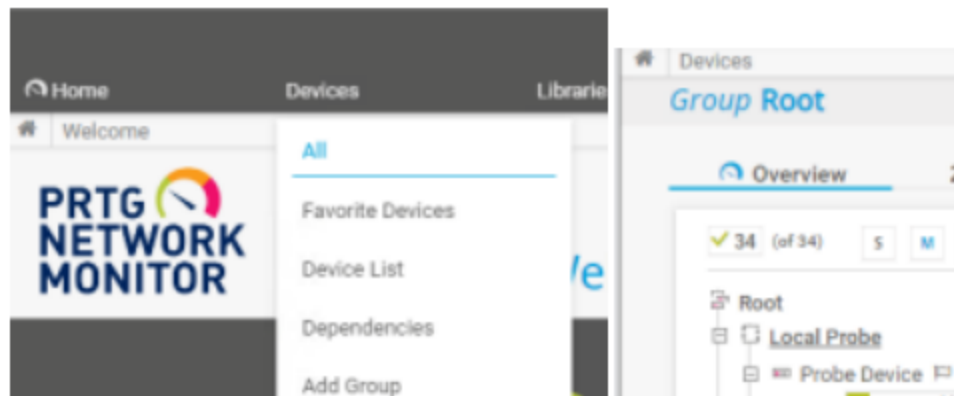 Home Devices Librarie
Welcome
PRTG
NETWORK
MONITOR
All
Favorite Devices
Device List
Dependencies
Add Group
Devices
Group Root
Overview
34 (of 34) S M
Root
Local Probe
Probe Device